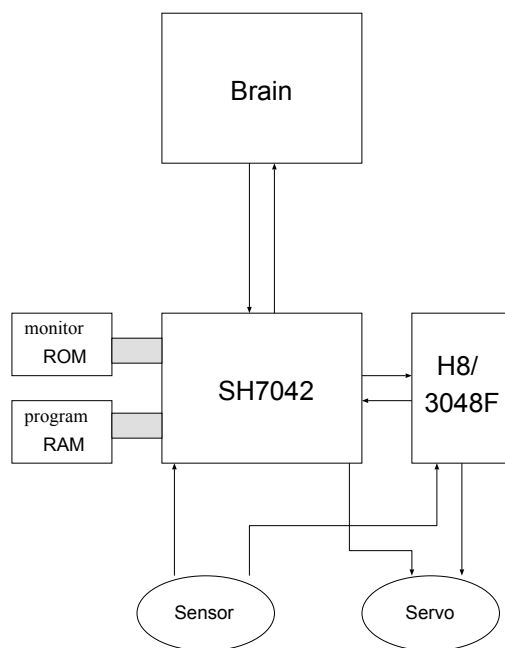 Brain
monitor
ROM
SH7042
H8/
3048F
program
RAM
Sensor
Servo